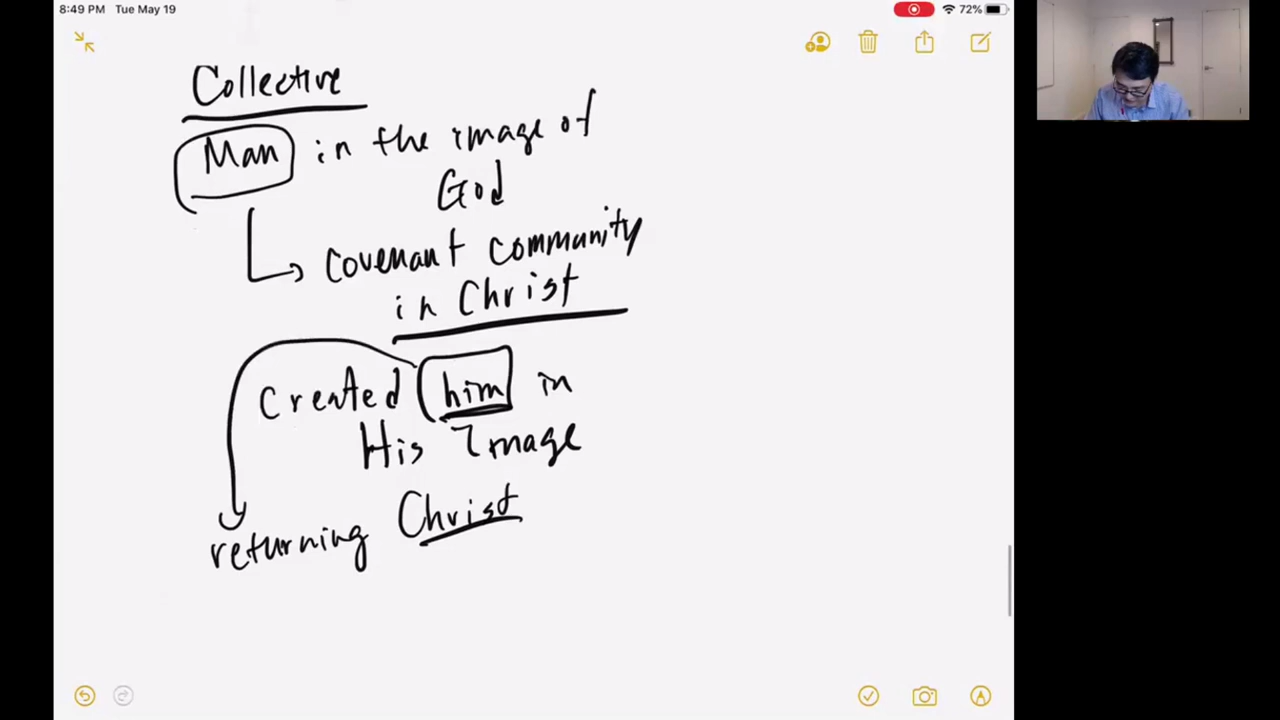 8:49 PM Tue May 19
72%
Collective
Man in the image of
God
covenant community
in Christ
created him in
His Image
returning Christ